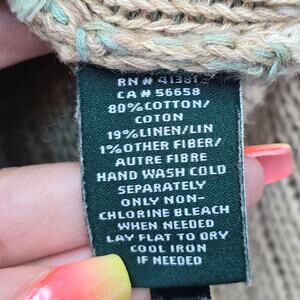 RN # 41381
CA # 56658
80%COTTON/
COTON
19%LINEN/LIN
1%OTHER FIBER/
AUTRE FIBRE
HAND WASH COLD
SEPARATELY
ONLY NON-
CHLORINE BLEACH
WHEN NEEDED
LAY FLAT TO DRY
COOL IRON
IF NEEDED